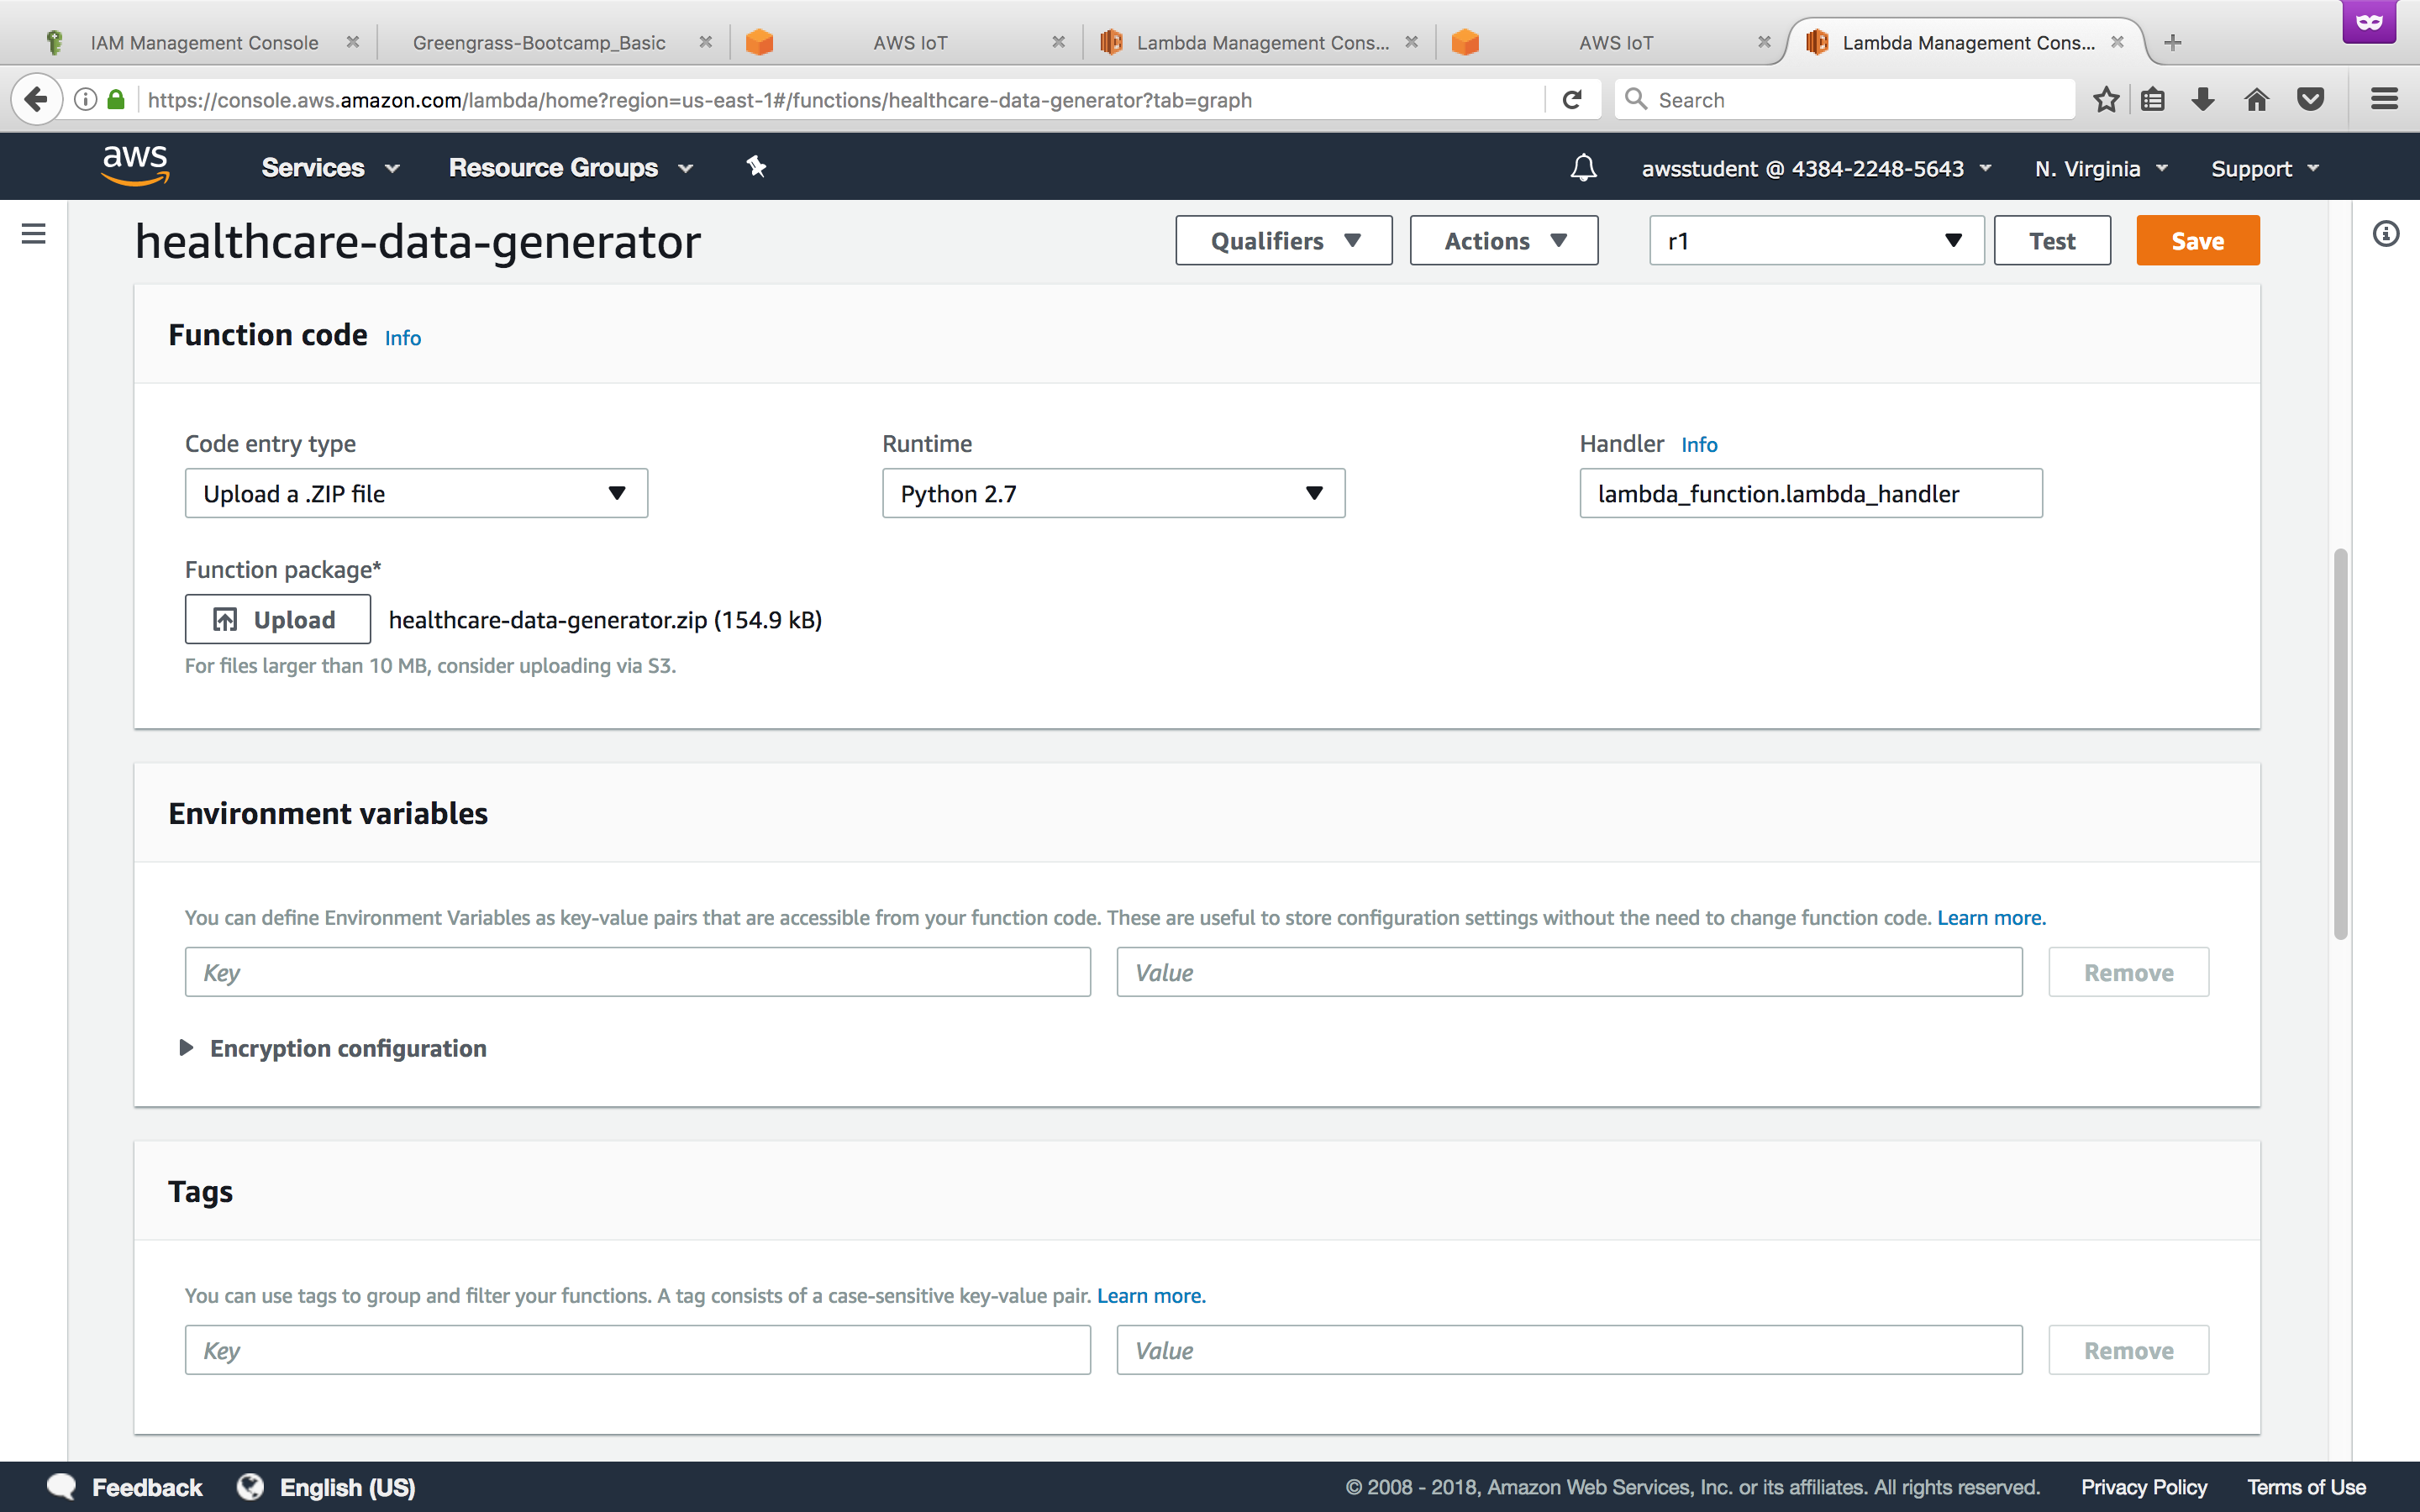 IAM Management Console
Greengrass-Bootcamp_Basic
AWS IoT
Lambda Management Cons...
AWS IoT
Lambda Management Cons...
https://console.aws.amazon.com/lambda/home?region=us-east-1#/functions/healthcare-data-generator?tab=graph
Search
aws
Services
Resource Groups
awsstudent @ 4384-2248-5643
N. Virginia
Support
healthcare-data-generator
Qualifiers
Actions
r1
Test
Save
Function code Info
Code entry type
Runtime
Handler Info
Upload a .ZIP file
Python 2.7
lambda_function.lambda_handler
Function package*
Upload
healthcare-data-generator.zip (154.9 kB)
For files larger than 10 MB, consider uploading via S3.
Environment variables
You can define Environment Variables as key-value pairs that are accessible from your function code. These are useful to store configuration settings without the need to change function code. Learn more.
Key
Value
Remove
Encryption configuration
Tags
You can use tags to group and filter your functions. A tag consists of a case-sensitive key-value pair. Learn more.
Key
Value
Remove
Feedback
English (US)
© 2008 - 2018, Amazon Web Services, Inc. or its affiliates. All rights reserved.
Privacy Policy
Terms of Use